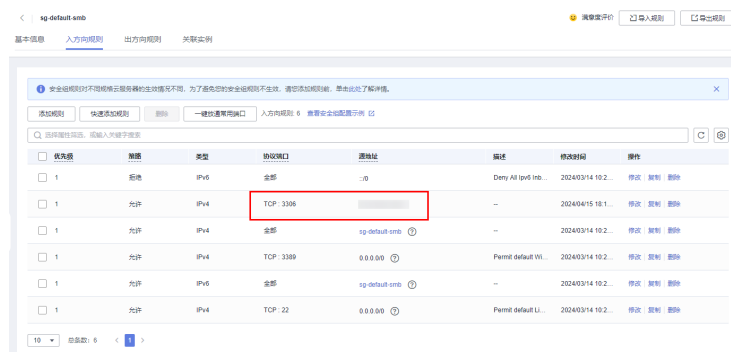 sg-default-smb 满意度评价 导入规则 导出规则
基本信息 入方向规则 出方向规则 关联实例
安全组规则对不同规格云服务器的生效情况不同，为了避免您的安全组规则不生效，请您添加规则前，单击此处了解详情。
添加规则 快速添加规则 删除 一键放通常用端口 入方向规则: 6 查看安全组配置示例
选择属性筛选，或输入关键字搜索
优先级 策略 类型 协议端口 源地址 描述 修改时间 操作
1 拒绝 IPv6 全部 ::/0 Deny All Ipv6 Inb... 2024/03/14 10:2... 修改 复制 删除
1 允许 IPv4 TCP : 3306 -- 2024/04/15 18:1... 修改 复制 删除
1 允许 IPv4 全部 sg-default-smb -- 2024/03/14 10:2... 修改 复制 删除
1 允许 IPv4 TCP : 3389 0.0.0.0/0 Permit default Wi... 2024/03/14 10:2... 修改 复制 删除
1 允许 IPv6 全部 sg-default-smb -- 2024/03/14 10:2... 修改 复制 删除
1 允许 IPv4 TCP : 22 0.0.0.0/0 Permit default Li... 2024/03/14 10:2... 修改 复制 删除
10 总条数: 6 1